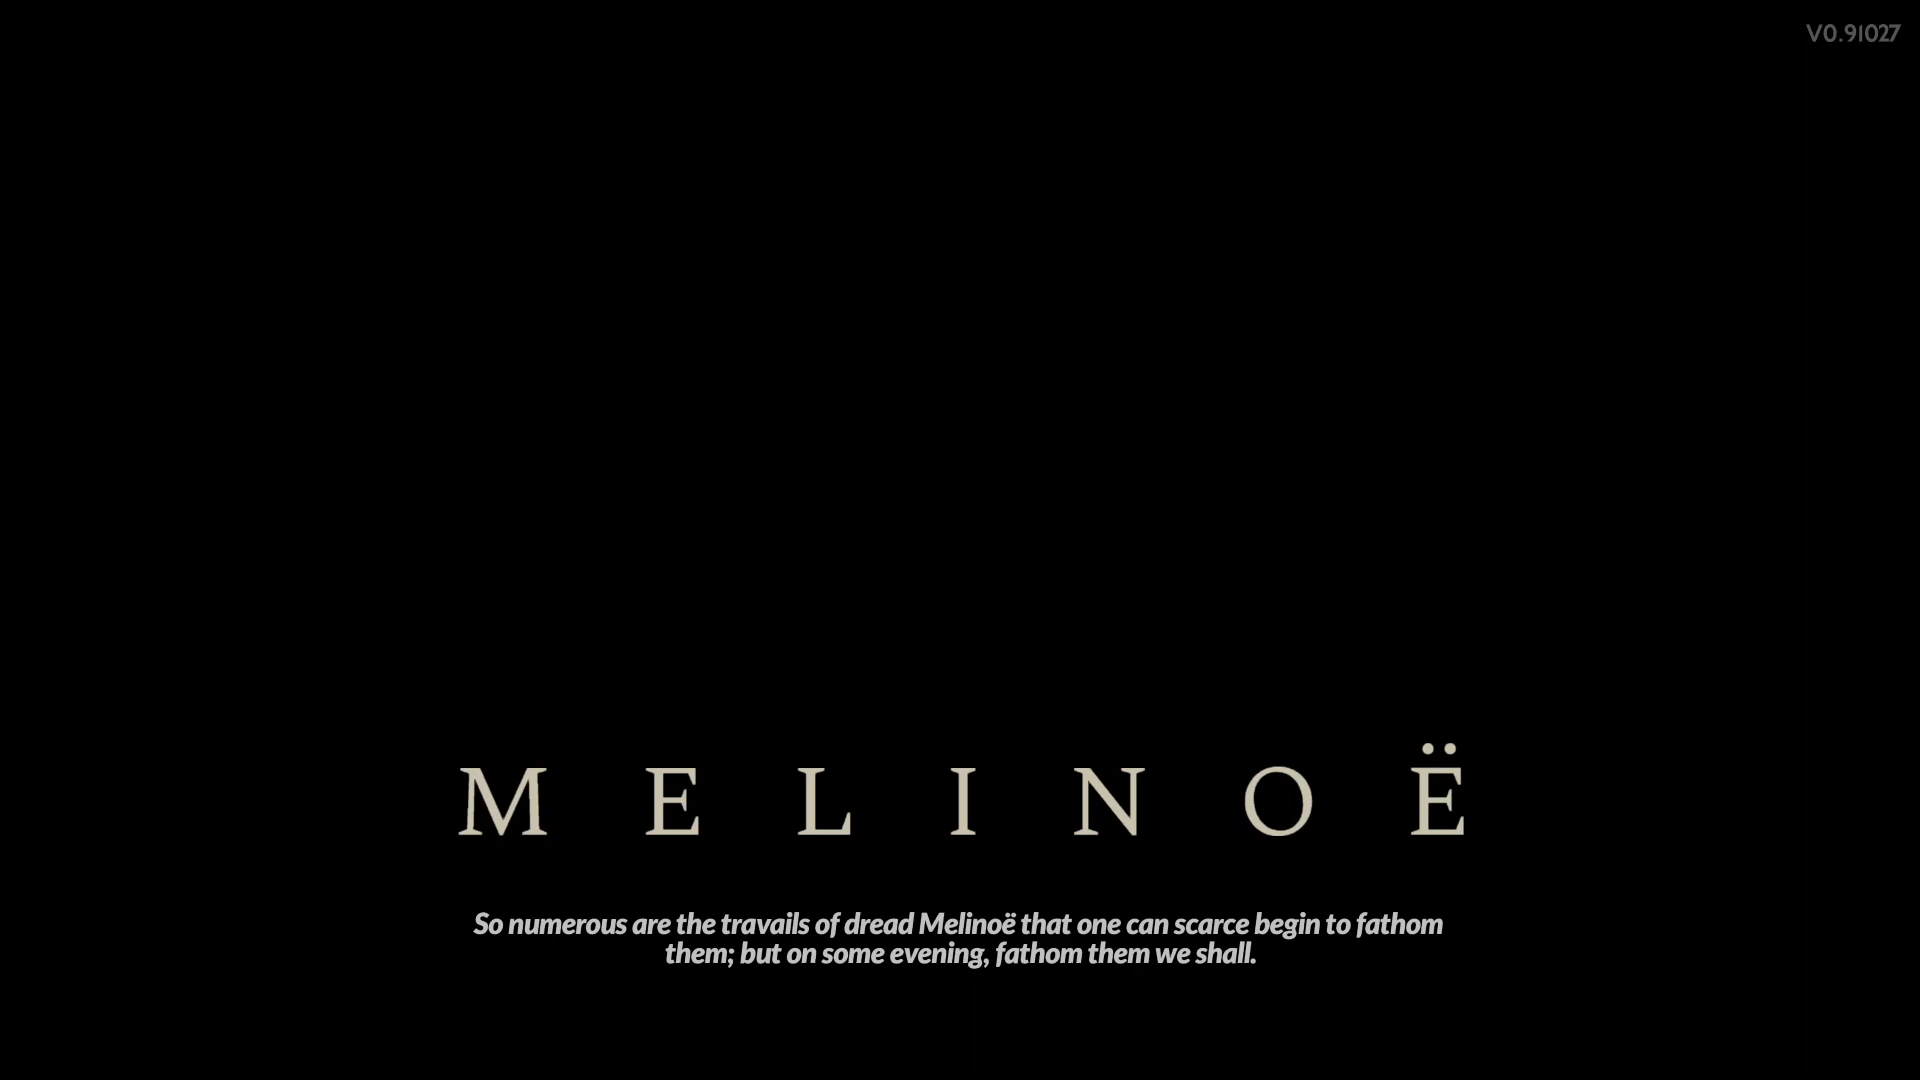 V0.91027
MELINOË
So numerous are the travails of dread Melinoë that one can scarce begin to fathom
them; but on some evening, fathom them we shall.